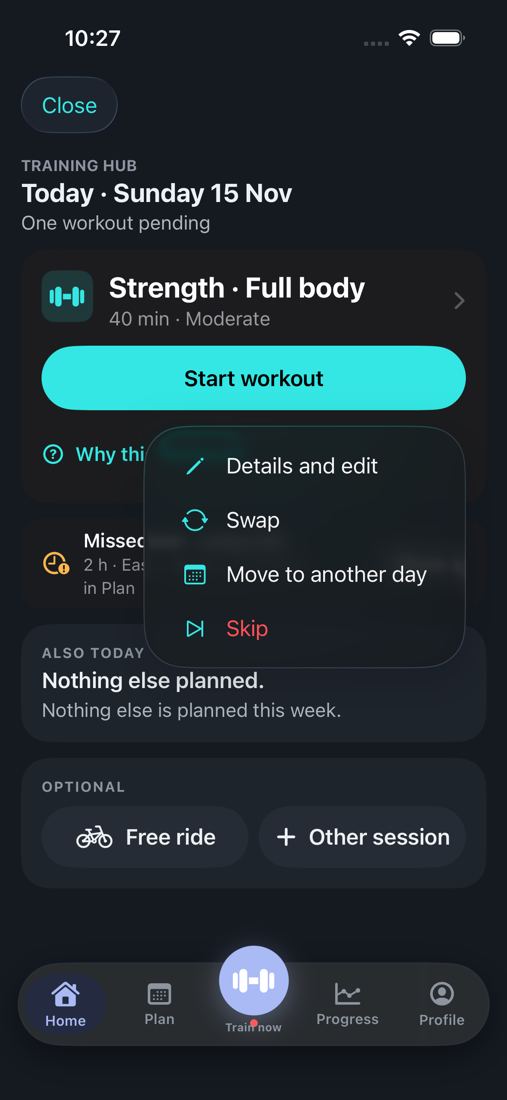 10:27
Close
TRAINING HUB
Today · Sunday 15 Nov
One workout pending
Strength · Full body
40 min · Moderate
Start workout
Why thi
Details and edit
Swap
Move to another day
Skip
Missed
2 h · Eas
in Plan
ALSO TODAY
Nothing else planned.
Nothing else is planned this week.
OPTIONAL
Free ride
+ Other session
Home
Plan
Train now
Progress
Profile